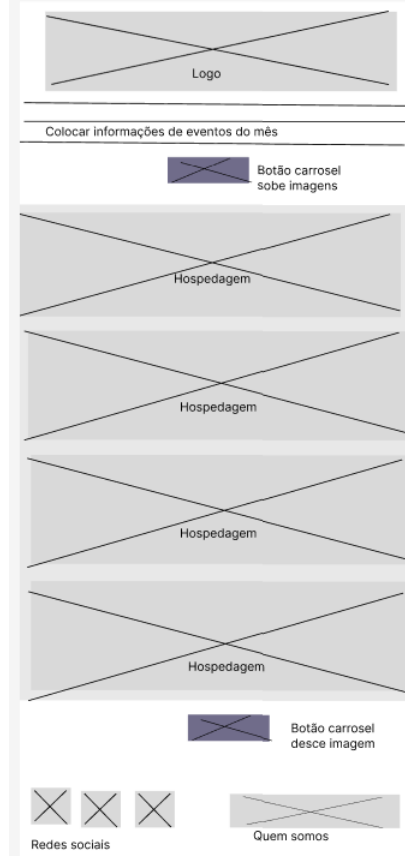 Logo
Colocar informações de eventos do mês
Botão carrosel
sobe imagens
Hospedagem
Hospedagem
Hospedagem
Hospedagem
Botão carrosel
desce imagem
Redes sociais
Quem somos